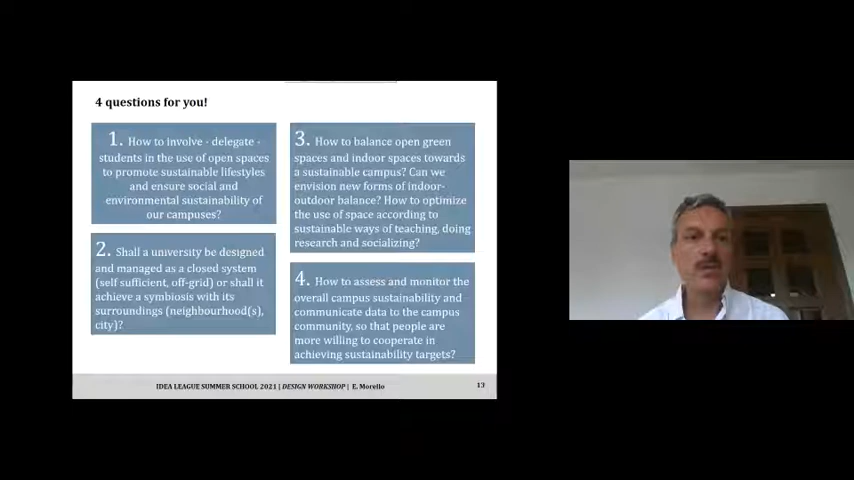 4 questions for you!
1. How to involve - delegate -
students in the use of open spaces
to promote sustainable lifestyles
and ensure social and
environmental sustainability of
our campuses?
2. Shall a university be designed
and managed as a closed system
(self sufficient, off-grid) or shall it
achieve a symbiosis with its
surroundings (neighbourhood(s),
city)?
3. How to balance open green
spaces and indoor spaces towards
a sustainable campus? Can we
envision new forms of indoor-
outdoor balance? How to optimize
the use of space according to
sustainable ways of teaching, doing
research and socializing?
4. How to assess and monitor the
overall campus sustainability and
communicate data to the campus
community, so that people are
more willing to cooperate in
achieving sustainability targets?
IDEA LEAGUE SUMMER SCHOOL 2021 | DESIGN WORKSHOP | E. Morello
13